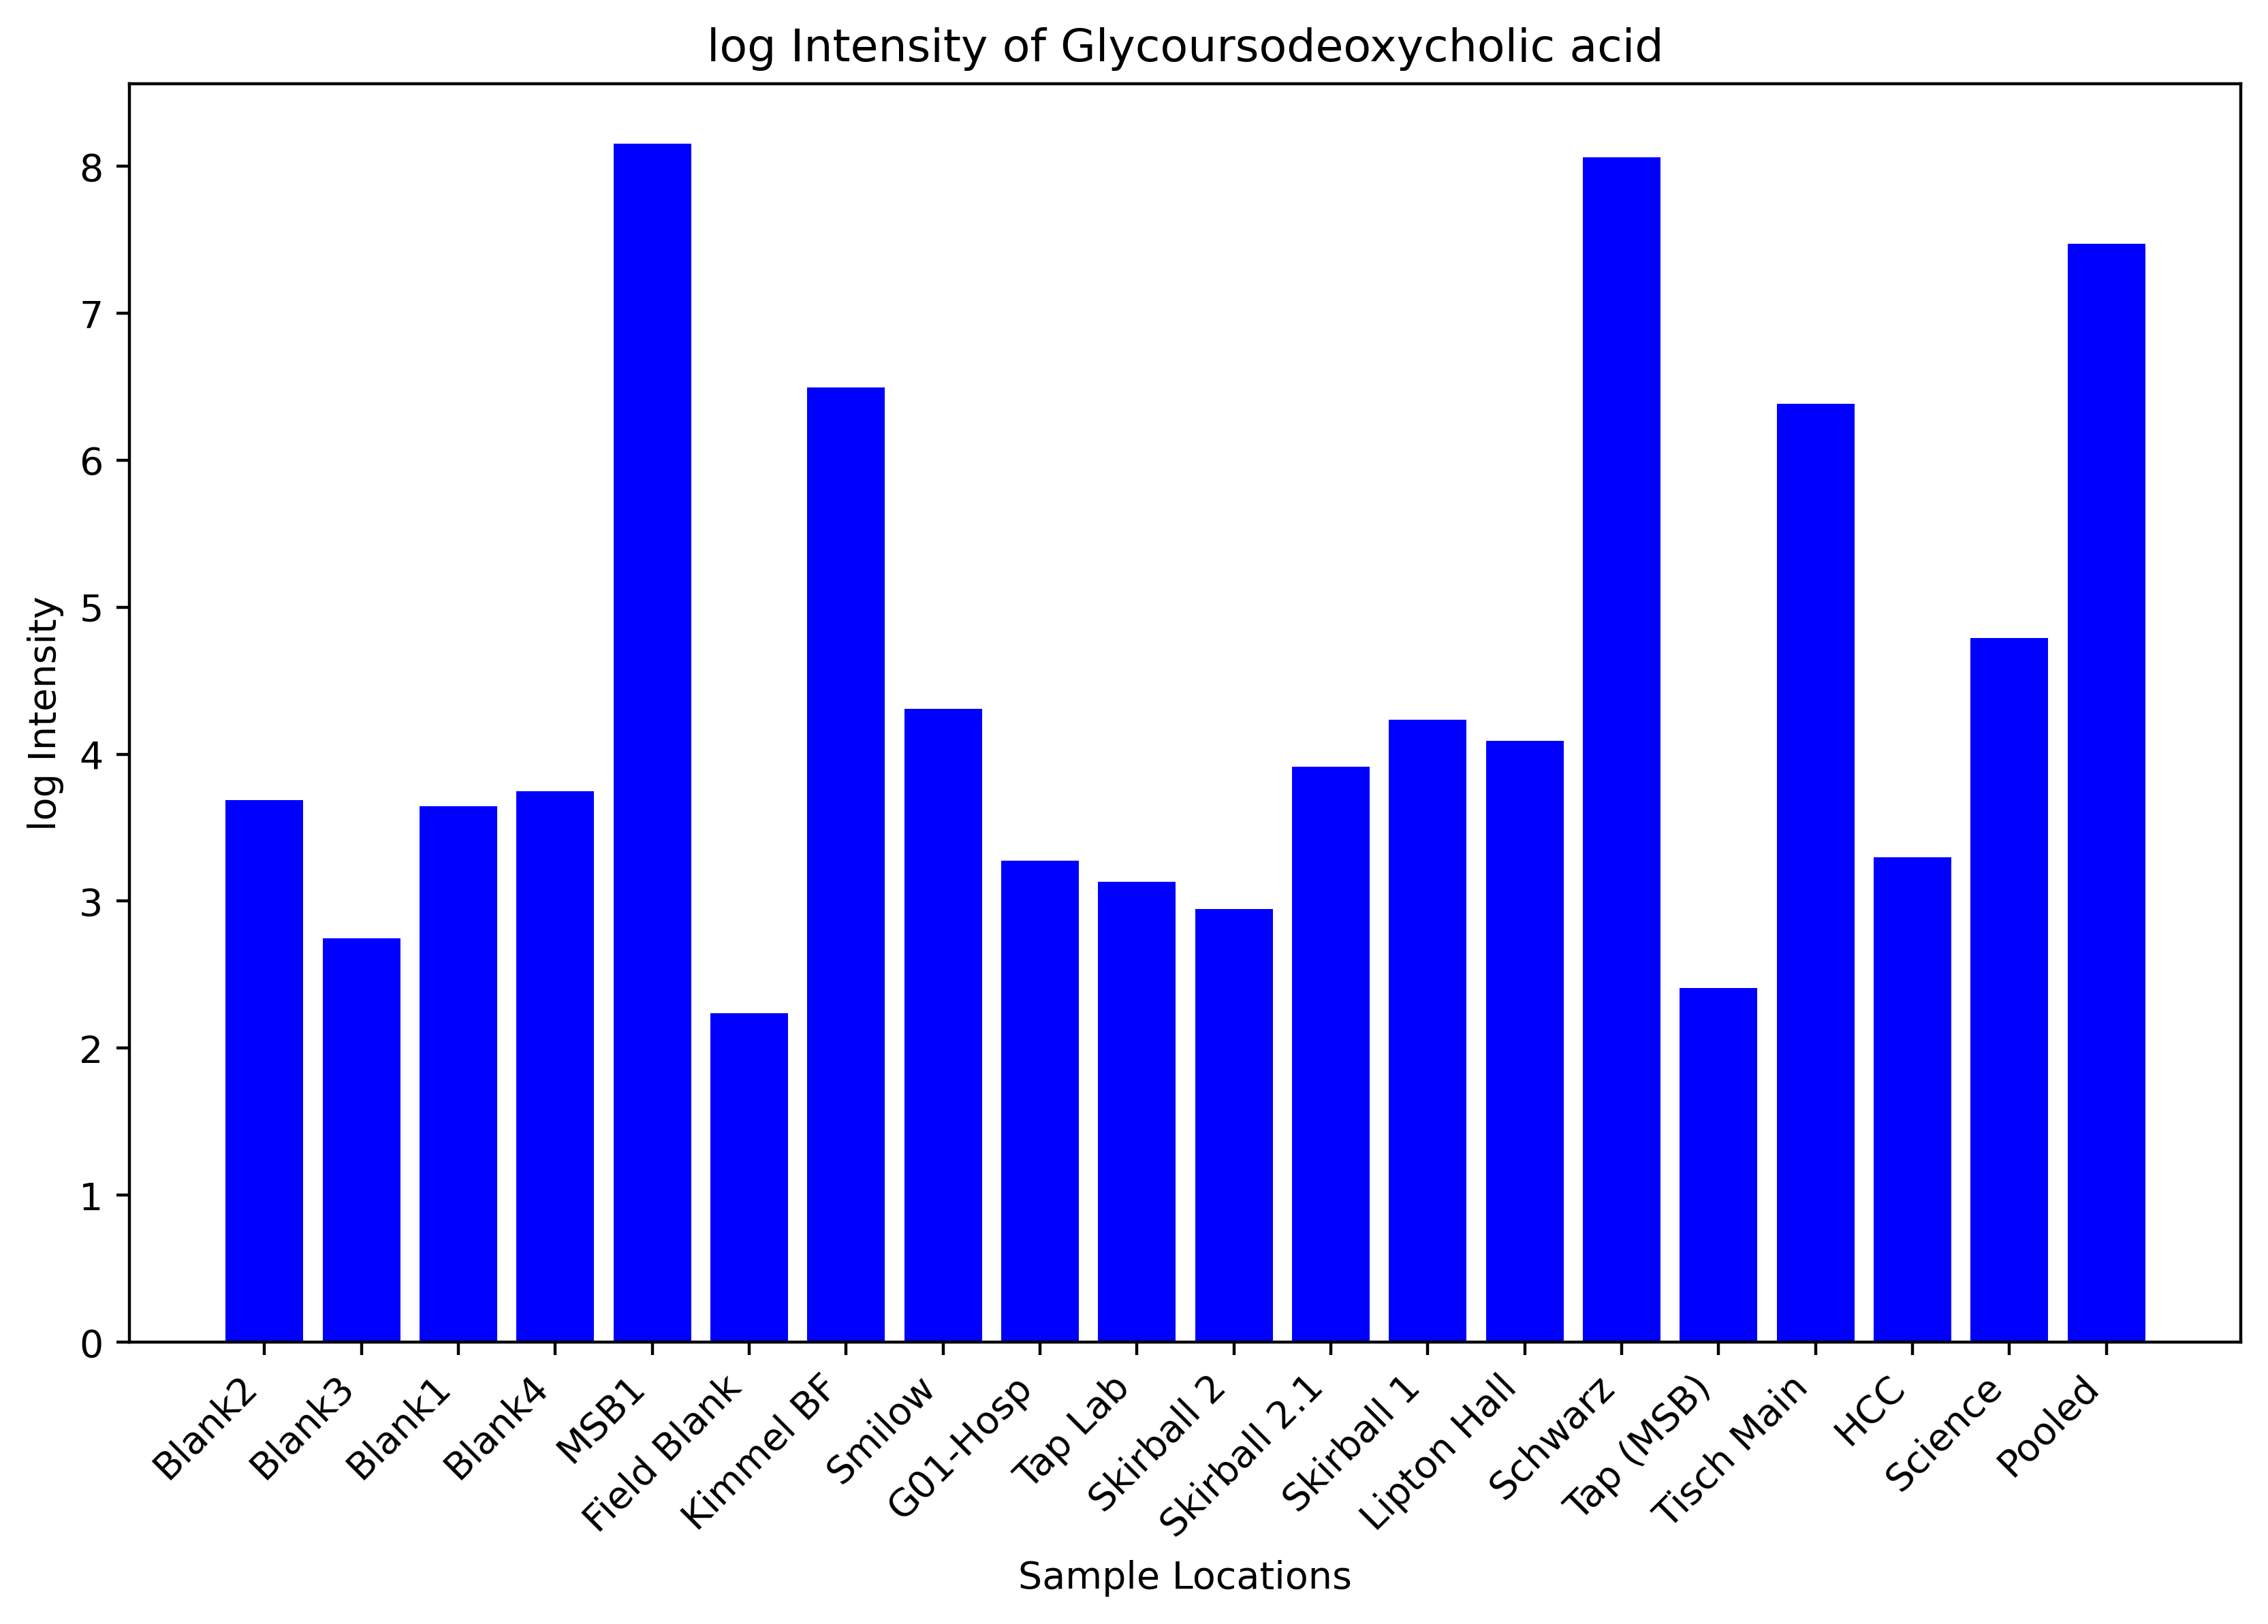 log Intensity of Glycoursodeoxycholic acid
log Intensity
8
7
6
5
4
3
2
1
0
Blank2
Blank3
Blank1
Blank4
MSB1
Field Blank
Kimmel BF
Smilow
G01-Hosp
Tap Lab
Skirball 2
Skirball 2.1
Skirball 1
Lipton Hall
Schwarz
Tap (MSB)
Tisch Main
HCC
Science
Pooled
Sample Locations